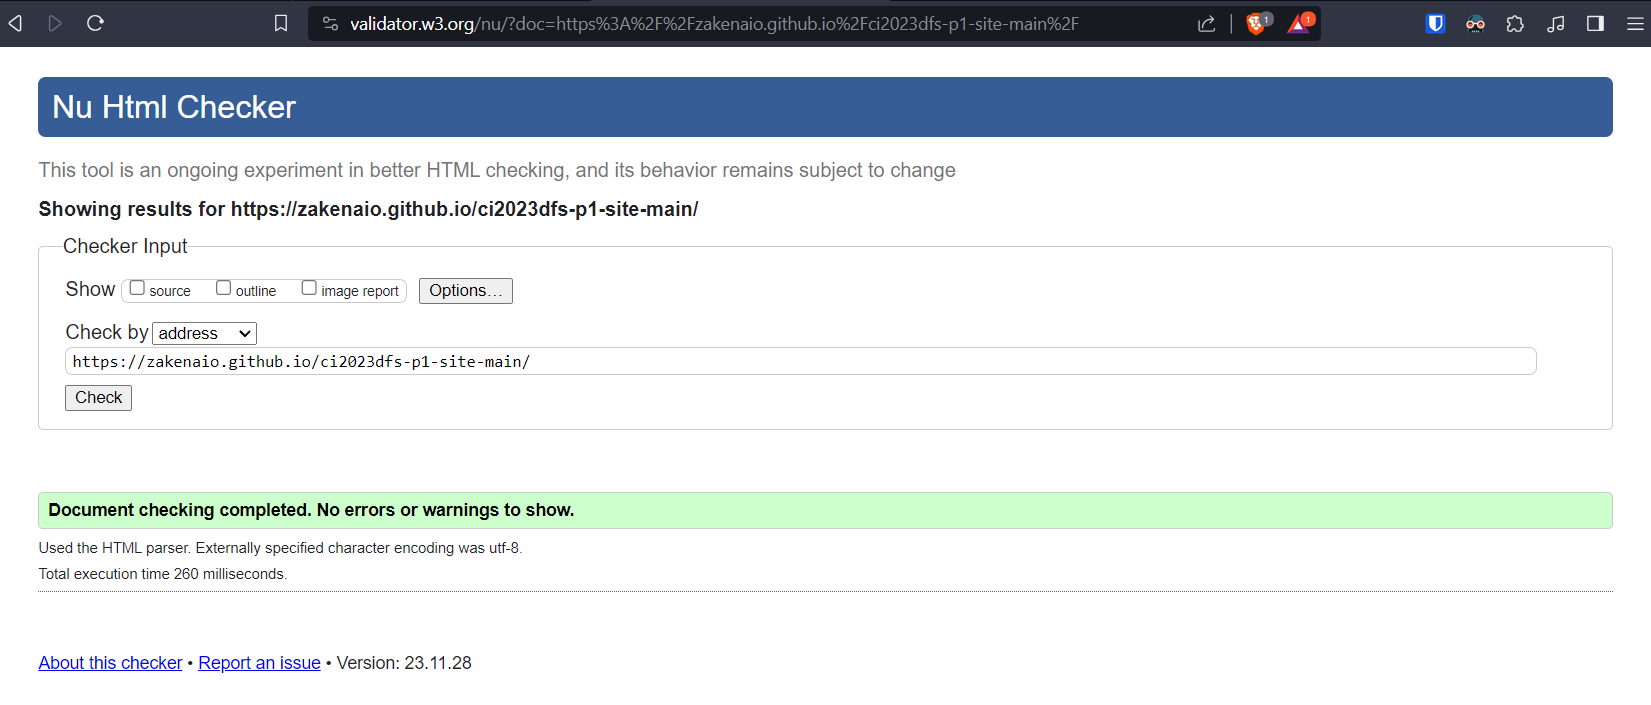 validator.w3.org/nu/?doc=https%3A%2F%2Fzakenaio.github.io%2Fci2023dfs-p1-site-main%2F
1
1
Nu Html Checker
This tool is an ongoing experiment in better HTML checking, and its behavior remains subject to change
Showing results for https://zakenaio.github.io/ci2023dfs-p1-site-main/
Checker Input
Show source outline image report Options…
Check by address
https://zakenaio.github.io/ci2023dfs-p1-site-main/
Check
Document checking completed. No errors or warnings to show.
Used the HTML parser. Externally specified character encoding was utf-8.
Total execution time 260 milliseconds.
About this checker • Report an issue • Version: 23.11.28